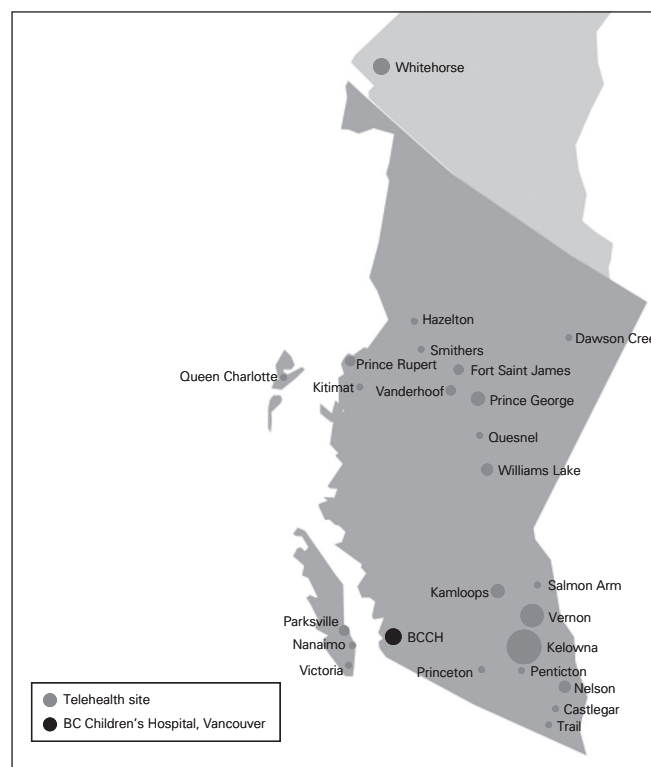 Whitehorse
Hazelton
Dawson Cree
Smithers
Prince Rupert
Fort Saint James
Queen Charlotte
Kitimat
Vanderhoof
Prince George
Quesnel
Williams Lake
Salmon Arm
Kamloops
Vernon
Parksville
BCCH
Nanaimo
Kelowna
Victoria
Princeton
Penticton
Nelson
Castlegar
Trail
Telehealth site
BC Children's Hospital, Vancouver